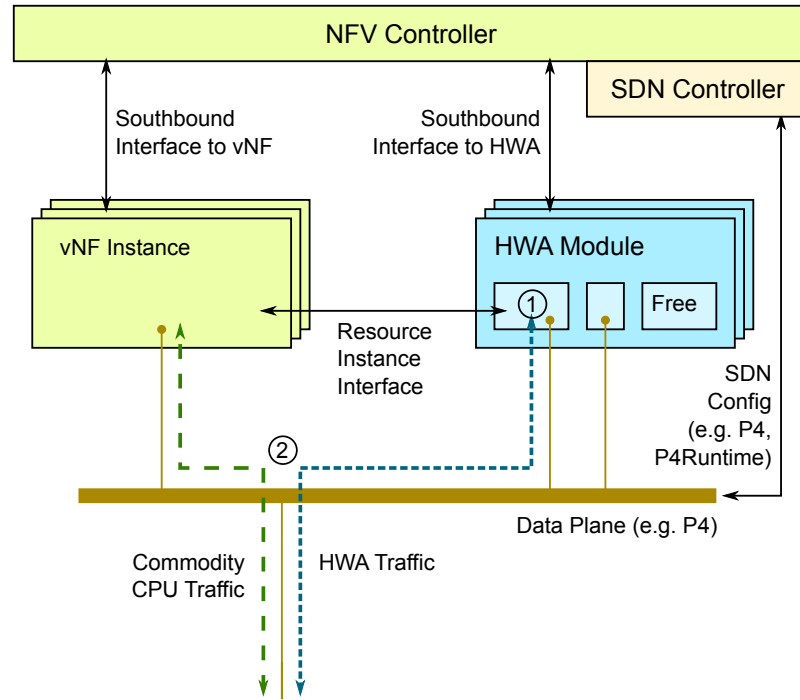 NFV Controller
SDN Controller
Southbound
Interface to vNF
Southbound
Interface to HWA
vNF Instance
HWA Module
1
Free
Resource
Instance
Interface
SDN
Config
(e.g. P4,
P4Runtime)
2
Data Plane (e.g. P4)
Commodity
CPU Traffic
HWA Traffic